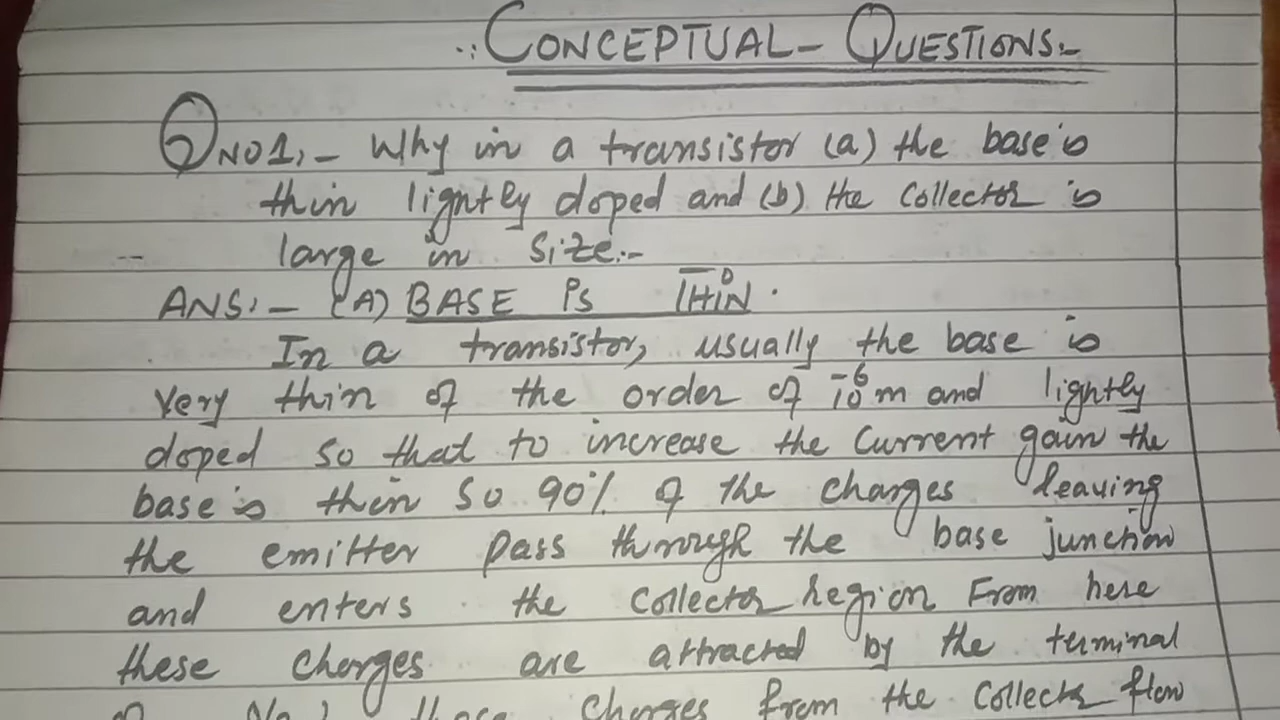 .: CONCEPTUAL- QUESTIONS:-
QNO1,- Why in a transistor (a) the base is
thin lightly doped and (b) the Collector is
large in Size:-
ANS:- (A) BASE is THIN.
In a transistor, usually the base is
very thin of the order of 10⁻⁶m and lightly
doped so that to increase the Current gain the
base is thin So 90% of the charges leaving
the emitter pass through the base junction
and enters the Collector region From here
these Charges are attracted by the terminal
those Charges from the Collector flow